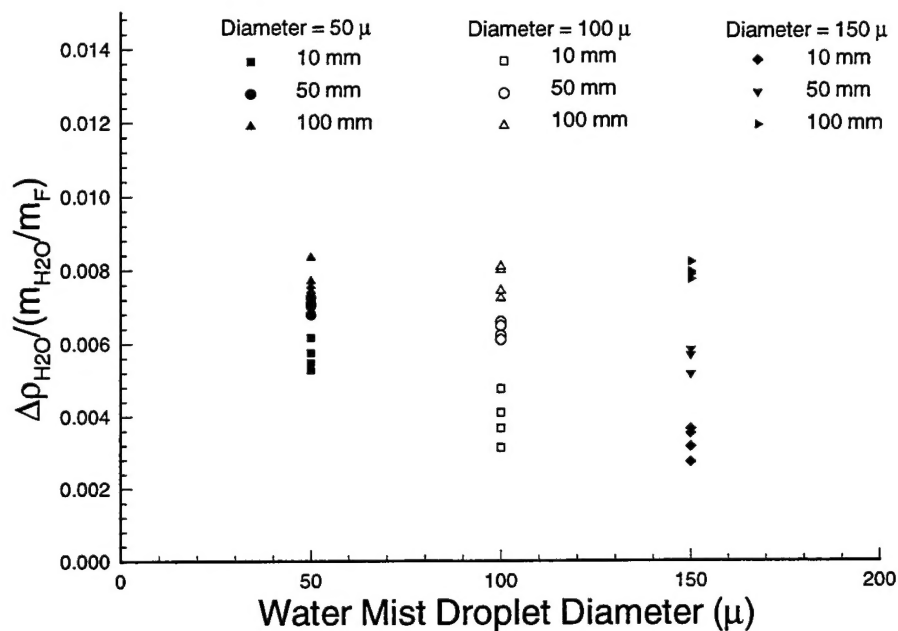 Diameter = 50 μ Diameter = 100 μ Diameter = 150 μ
10 mm 10 mm 10 mm
50 mm 50 mm 50 mm
100 mm 100 mm 100 mm
0.014
0.012
0.010
0.008
0.006
0.004
0.002
0.000
Δρ_H2O/(m_H2O/m_F)
0 50 100 150 200
Water Mist Droplet Diameter (μ)